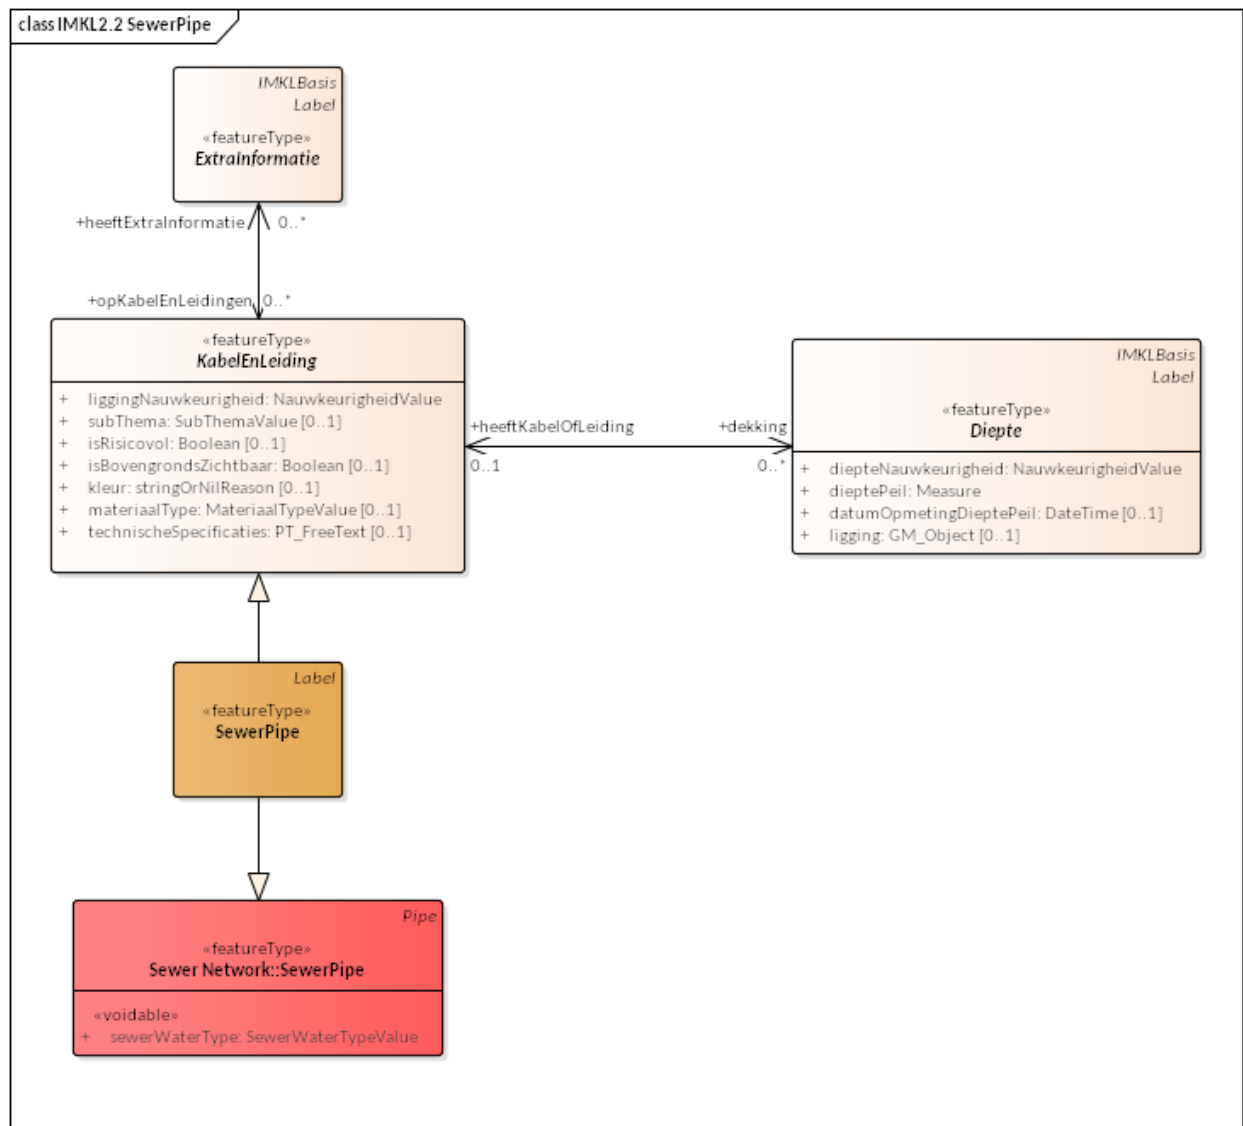 class IMKL2.2 SewerPipe
IMKLBasis
Label
«featureType»
ExtraInformatie
+heeftExtraInformatie 0..*
+opKabelEnLeidingen 0..*
«featureType»
KabelEnLeiding
+ liggingNauwkeurigheid: NauwkeurigheidValue
+ subThema: SubThemaValue [0..1]
+ isRisicovol: Boolean [0..1]
+ isBovengrondsZichtbaar: Boolean [0..1]
+ kleur: stringOrNilReason [0..1]
+ materiaalType: MateriaalTypeValue [0..1]
+ technischeSpecificaties: PT_FreeText [0..1]
+heeftKabelOfLeiding +dekking
0..1 0..*
IMKLBasis
Label
«featureType»
Diepte
+ diepteNauwkeurigheid: NauwkeurigheidValue
+ dieptePeil: Measure
+ datumOpmetingDieptePeil: DateTime [0..1]
+ ligging: GM_Object [0..1]
Label
«featureType»
SewerPipe
Pipe
«featureType»
Sewer Network::SewerPipe
«voidable»
+ sewerWaterType: SewerWaterTypeValue